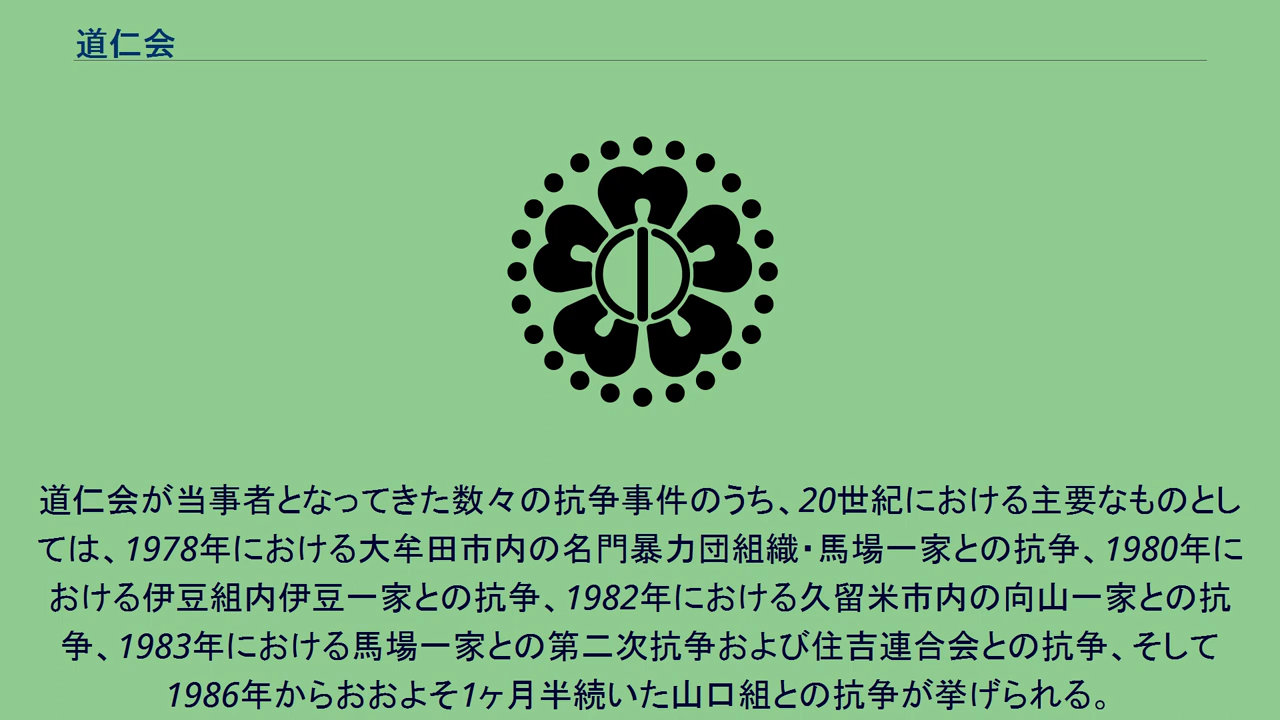 道仁会
道仁会が当事者となってきた数々の抗争事件のうち、20世紀における主要なものとし
ては、1978年における大牟田市内の名門暴力団組織・馬場一家との抗争、1980年に
おける伊豆組内伊豆一家との抗争、1982年における久留米市内の向山一家との抗
争、1983年における馬場一家との第二次抗争および住吉連合会との抗争、そして
1986年からおおよそ1ヶ月半続いた山口組との抗争が挙げられる。